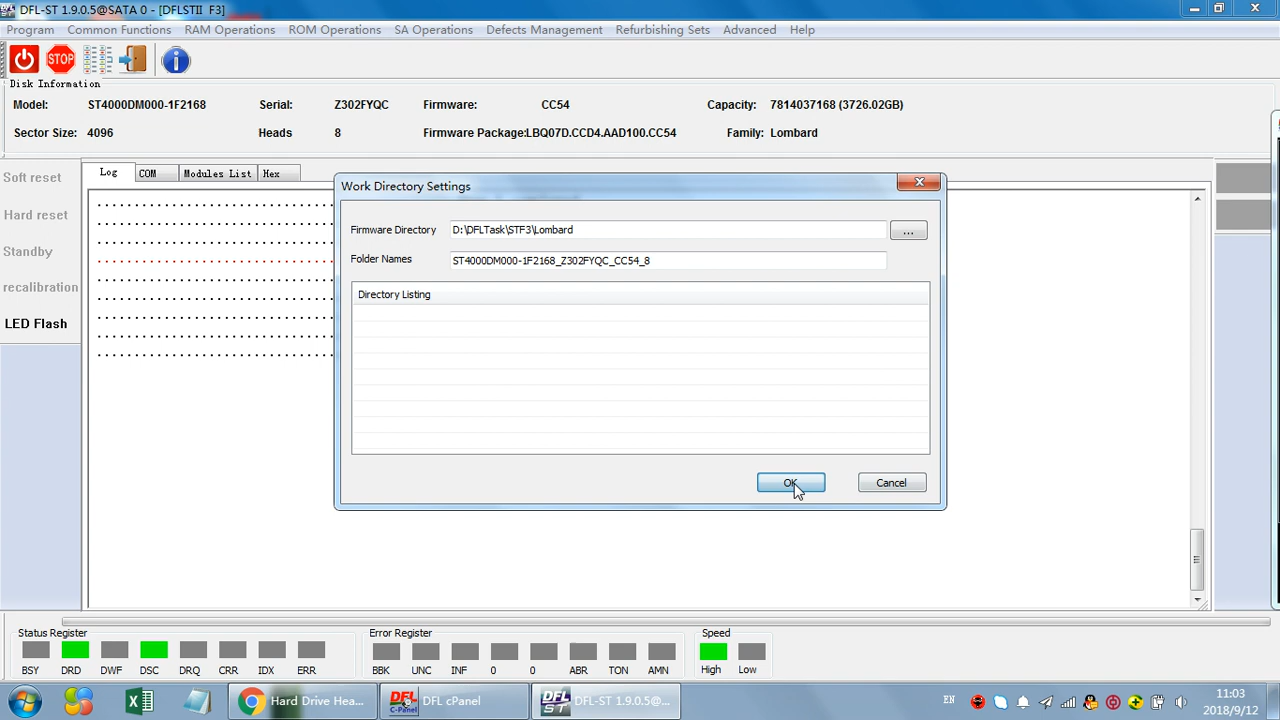 DFL-ST 1.9.0.5@SATA 0 - [DFLSTII F3]
Program Common Functions RAM Operations ROM Operations SA Operations Defects Management Refurbishing Sets Advanced Help
STOP
Disk Information
Model: ST4000DM000-1F2168 Serial: Z302FYQC Firmware: CC54 Capacity: 7814037168 (3726.02GB)
Sector Size: 4096 Heads 8 Firmware Package:LBQ07D.CCD4.AAD100.CC54 Family: Lombard
Soft reset
Hard reset
Standby
recalibration
LED Flash
Log COM Modules List Hex
Work Directory Settings
Firmware Directory D:\DFLTask\STF3\Lombard ...
Folder Names ST4000DM000-1F2168_Z302FYQC_CC54_8
Directory Listing
OK Cancel
Status Register Error Register Speed
BSY DRD DWF DSC DRQ CRR IDX ERR BBK UNC INF 0 0 ABR TON AMN High Low
Hard Drive Hea... DFL C-Panel DFL cPanel DFL ST DFL-ST 1.9.0.5@... EN 11:03
2018/9/12